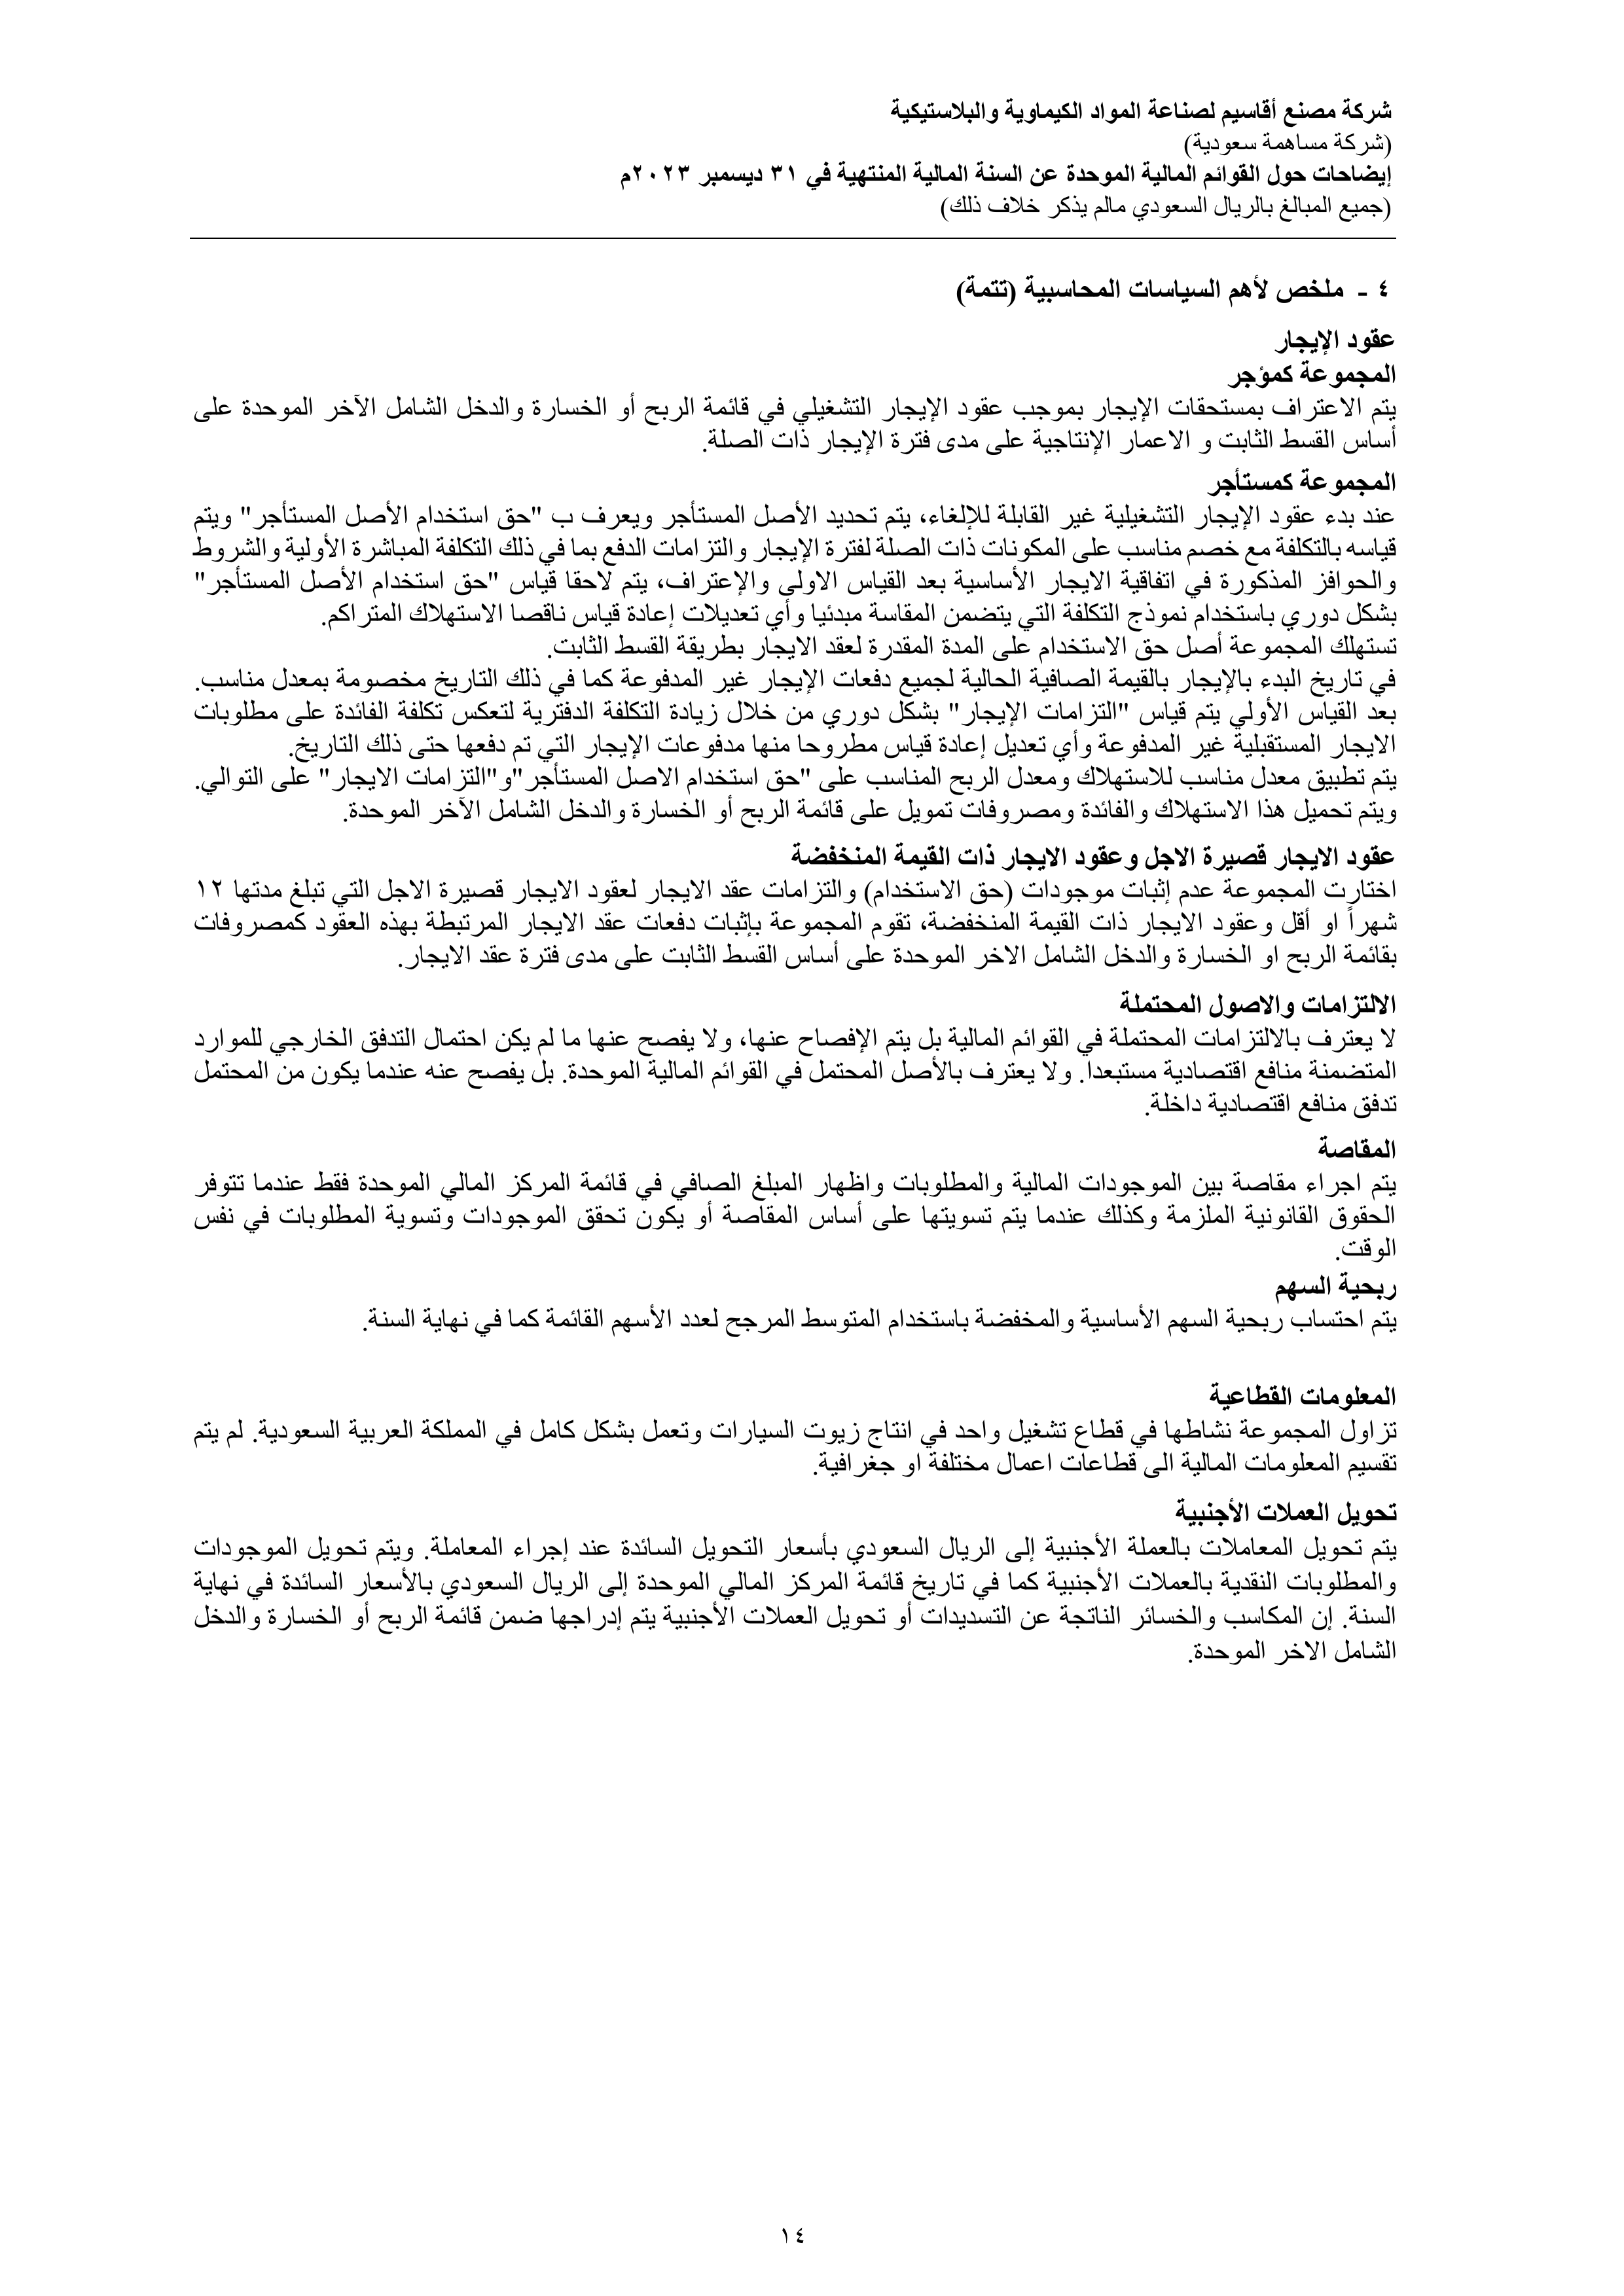 شركة مصنع أقاسيم لصناعة المواد الكيماوية والبلاستيكية
(شركة مساهمة سعودية)
إيضاحات حول القوائم المالية الموحدة عن السنة المالية المنتهية في ٣١ ديسمبر ٢٠٢٣م
(جميع المبالغ بالريال السعودي مالم يذكر خلاف ذلك)
٤ - ملخص لأهم السياسات المحاسبية (تتمة)
عقود الإيجار
المجموعة كمؤجر
يتم الاعتراف بمستحقات الإيجار بموجب عقود الإيجار التشغيلي في قائمة الربح أو الخسارة والدخل الشامل الآخر الموحدة على
أساس القسط الثابت و الاعمار الإنتاجية على مدى فترة الإيجار ذات الصلة.
المجموعة كمستأجر
عند بدء عقود الإيجار التشغيلية غير القابلة للإلغاء، يتم تحديد الأصل المستأجر ويعرف ب "حق استخدام الأصل المستأجر" ويتم
قياسه بالتكلفة مع خصم مناسب على المكونات ذات الصلة لفترة الإيجار والتزامات الدفع بما في ذلك التكلفة المباشرة الأولية والشروط
والحوافز المذكورة في اتفاقية الايجار الأساسية بعد القياس الاولى والإعتراف، يتم لاحقا قياس "حق استخدام الأصل المستأجر"
بشكل دوري باستخدام نموذج التكلفة التي يتضمن المقاسة مبدئيا وأي تعديلات إعادة قياس ناقصا الاستهلاك المتراكم.
تستهلك المجموعة أصل حق الاستخدام على المدة المقدرة لعقد الايجار بطريقة القسط الثابت.
في تاريخ البدء بالإيجار بالقيمة الصافية الحالية لجميع دفعات الإيجار غير المدفوعة كما في ذلك التاريخ مخصومة بمعدل مناسب.
بعد القياس الأولي يتم قياس "التزامات الإيجار" بشكل دوري من خلال زيادة التكلفة الدفترية لتعكس تكلفة الفائدة على مطلوبات
الايجار المستقبلية غير المدفوعة وأي تعديل إعادة قياس مطروحا منها مدفوعات الإيجار التي تم دفعها حتى ذلك التاريخ.
يتم تطبيق معدل مناسب للاستهلاك ومعدل الربح المناسب على "حق استخدام الاصل المستأجر"و"التزامات الايجار" على التوالي.
ويتم تحميل هذا الاستهلاك والفائدة ومصروفات تمويل على قائمة الربح أو الخسارة والدخل الشامل الآخر الموحدة.
عقود الايجار قصيرة الاجل وعقود الايجار ذات القيمة المنخفضة
اختارت المجموعة عدم إثبات موجودات (حق الاستخدام) والتزامات عقد الايجار لعقود الايجار قصيرة الاجل التي تبلغ مدتها ١٢
شهراً او أقل وعقود الايجار ذات القيمة المنخفضة، تقوم المجموعة بإثبات دفعات عقد الايجار المرتبطة بهذه العقود كمصروفات
بقائمة الربح او الخسارة والدخل الشامل الاخر الموحدة على أساس القسط الثابت على مدى فترة عقد الايجار.
الالتزامات والاصول المحتملة
لا يعترف بالالتزامات المحتملة في القوائم المالية بل يتم الإفصاح عنها، ولا يفصح عنها ما لم يكن احتمال التدفق الخارجي للموارد
المتضمنة منافع اقتصادية مستبعدا. ولا يعترف بالأصل المحتمل في القوائم المالية الموحدة. بل يفصح عنه عندما يكون من المحتمل
تدفق منافع اقتصادية داخلة.
المقاصة
يتم اجراء مقاصة بين الموجودات المالية والمطلوبات واظهار المبلغ الصافي في قائمة المركز المالي الموحدة فقط عندما تتوفر
الحقوق القانونية الملزمة وكذلك عندما يتم تسويتها على أساس المقاصة أو يكون تحقق الموجودات وتسوية المطلوبات في نفس
الوقت.
ربحية السهم
يتم احتساب ربحية السهم الأساسية والمخفضة باستخدام المتوسط المرجح لعدد الأسهم القائمة كما في نهاية السنة.
المعلومات القطاعية
تزاول المجموعة نشاطها في قطاع تشغيل واحد في انتاج زيوت السيارات وتعمل بشكل كامل في المملكة العربية السعودية. لم يتم
تقسيم المعلومات المالية الى قطاعات اعمال مختلفة او جغرافية.
تحويل العملات الأجنبية
يتم تحويل المعاملات بالعملة الأجنبية إلى الريال السعودي بأسعار التحويل السائدة عند إجراء المعاملة. ويتم تحويل الموجودات
والمطلوبات النقدية بالعملات الأجنبية كما في تاريخ قائمة المركز المالي الموحدة إلى الريال السعودي بالأسعار السائدة في نهاية
السنة. إن المكاسب والخسائر الناتجة عن التسديدات أو تحويل العملات الأجنبية يتم إدراجها ضمن قائمة الربح أو الخسارة والدخل
الشامل الاخر الموحدة.
١٤